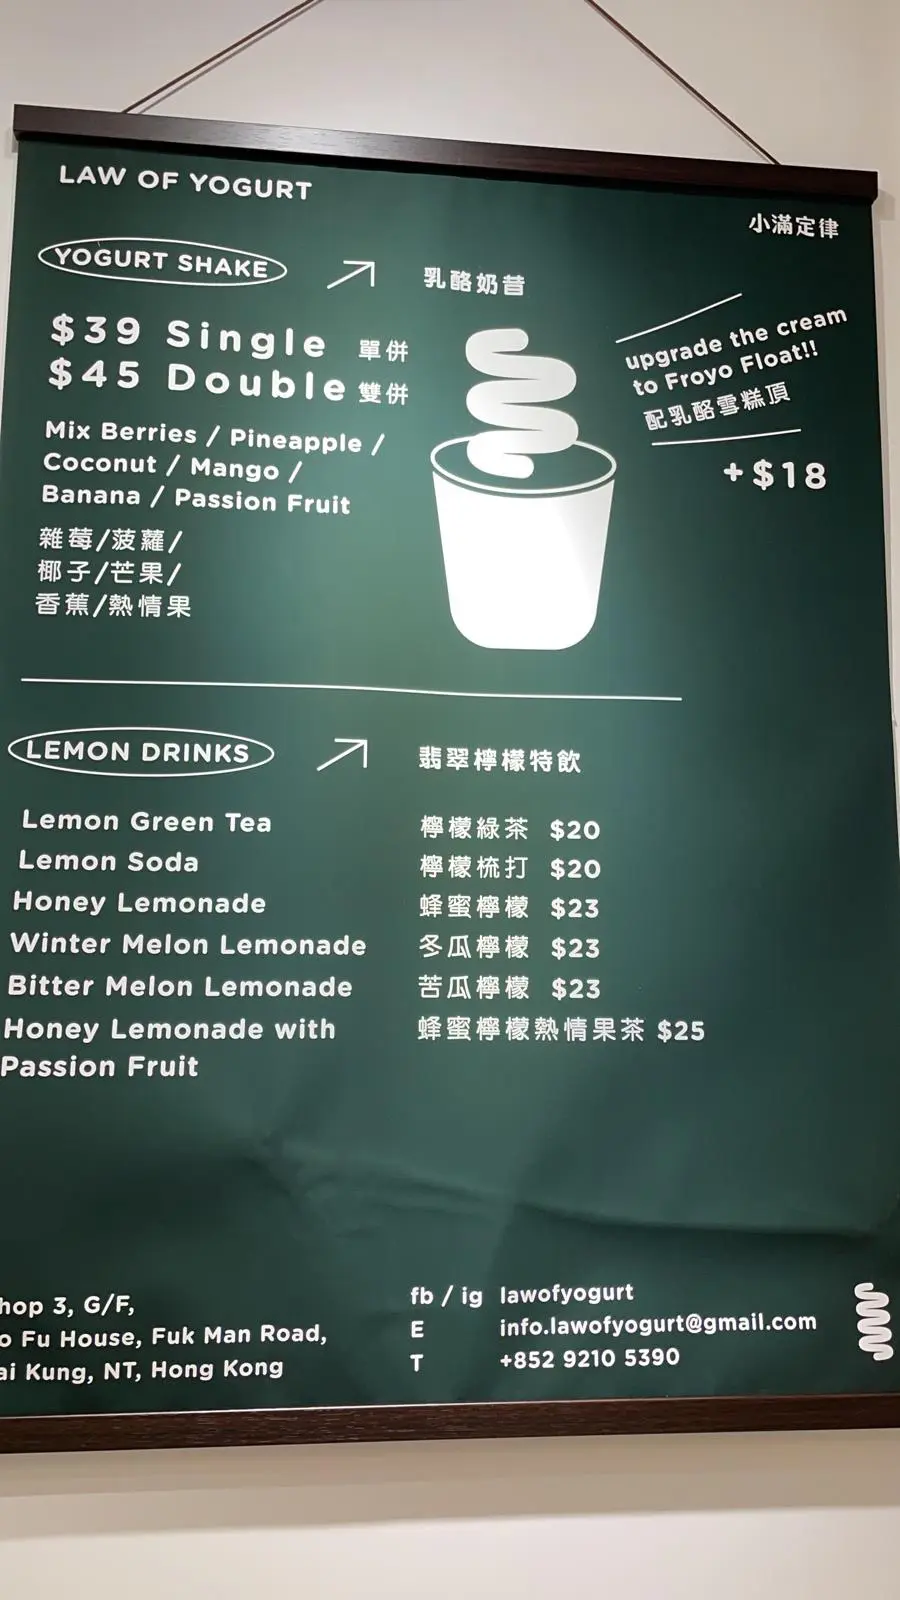 LAW OF YOGURT
小滿定律
YOGURT SHAKE
乳酪奶昔
$39 Single 單併
$45 Double 雙併
Mix Berries / Pineapple /
Coconut / Mango /
Banana / Passion Fruit
雜莓/菠蘿/
椰子/芒果/
香蕉/熱情果
upgrade the cream
to Froyo Float!!
配乳酪雪糕頂
+$18
LEMON DRINKS
翡翠檸檬特飲
Lemon Green Tea 檸檬綠茶 $20
Lemon Soda 檸檬梳打 $20
Honey Lemonade 蜂蜜檸檬 $23
Winter Melon Lemonade 冬瓜檸檬 $23
Bitter Melon Lemonade 苦瓜檸檬 $23
Honey Lemonade with 蜂蜜檸檬熱情果茶 $25
Passion Fruit
hop 3, G/F,
o Fu House, Fuk Man Road,
ai Kung, NT, Hong Kong
fb / ig lawofyogurt
E info.lawofyogurt@gmail.com
T +852 9210 5390